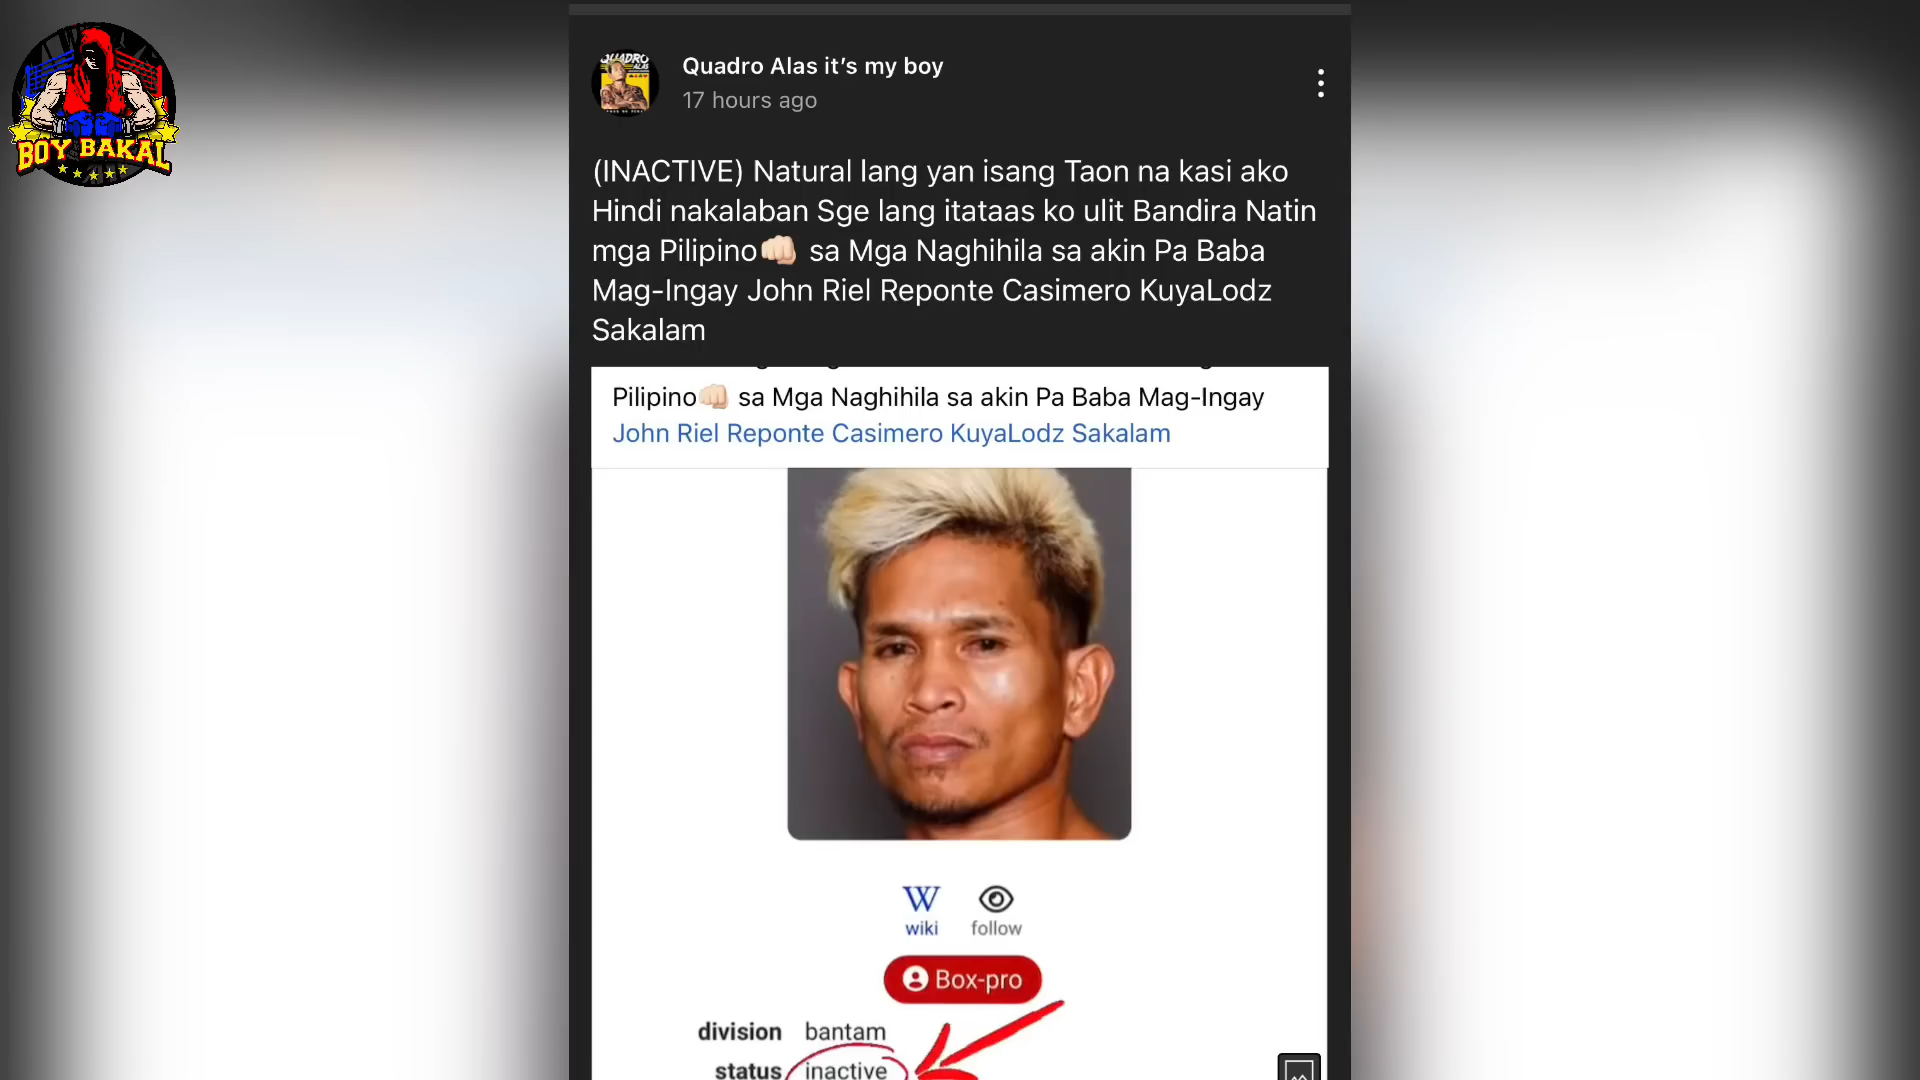 BOY BAKAL
QUADRO
ALAS
Quadro Alas it's my boy
17 hours ago
(INACTIVE) Natural lang yan isang Taon na kasi ako
Hindi nakalaban Sge lang itataas ko ulit Bandira Natin
mga Pilipino👊🏻 sa Mga Naghihila sa akin Pa Baba
Mag-Ingay John Riel Reponte Casimero KuyaLodz
Sakalam
Pilipino👊🏻 sa Mga Naghihila sa akin Pa Baba Mag-Ingay
John Riel Reponte Casimero KuyaLodz Sakalam
W
wiki
follow
Box-pro
division bantam
status inactive